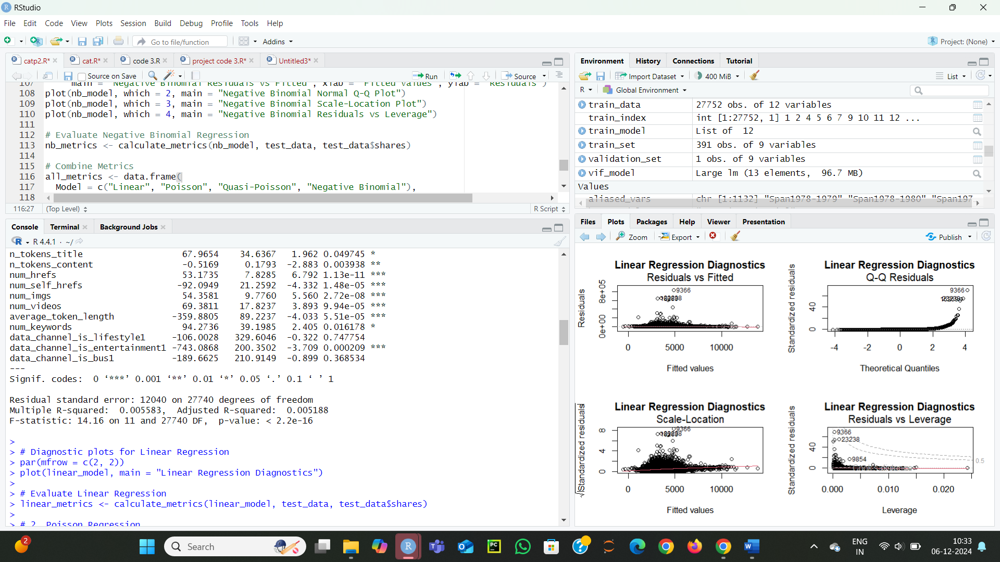 RStudio
File Edit Code View Plots Session Build Debug Profile Tools Help
Go to file/function Addins Project: (None)
catp2.R* cat.R* code 3.R project code 3.R* Untitled3*
Source on Save Run Source
107 main = "Negative Binomial Residuals vs Fitted", xlab = "Fitted Values", ylab = "Residuals")
108 plot(nb_model, which = 2, main = "Negative Binomial Normal Q-Q Plot")
109 plot(nb_model, which = 3, main = "Negative Binomial Scale-Location Plot")
110 plot(nb_model, which = 4, main = "Negative Binomial Residuals vs Leverage")
111
112 # Evaluate Negative Binomial Regression
113 nb_metrics <- calculate_metrics(nb_model, test_data, test_data$shares)
114
115 # Combine Metrics
116 all_metrics <- data.frame(
117 Model = c("Linear", "Poisson", "Quasi-Poisson", "Negative Binomial"),
118
116:27 (Top Level) R Script
Console Terminal Background Jobs
R 4.4.1 · ~/
n_tokens_title 67.9654 34.6367 1.962 0.049745 *
n_tokens_content -0.5169 0.1793 -2.883 0.003938 **
num_hrefs 53.1735 7.8285 6.792 1.13e-11 ***
num_self_hrefs -92.0949 21.2592 -4.332 1.48e-05 ***
num_imgs 54.3581 9.7760 5.560 2.72e-08 ***
num_videos 69.3811 17.8237 3.893 9.94e-05 ***
average_token_length -359.8805 89.2237 -4.033 5.51e-05 ***
num_keywords 94.2736 39.1985 2.405 0.016178 *
data_channel_is_lifestyle1 -106.0028 329.6046 -0.322 0.747754
data_channel_is_entertainment1 -743.0868 200.3502 -3.709 0.000209 ***
data_channel_is_bus1 -189.6625 210.9149 -0.899 0.368534
---
Signif. codes: 0 ‘***’ 0.001 ‘**’ 0.01 ‘*’ 0.05 ‘.’ 0.1 ‘ ’ 1
Residual standard error: 12040 on 27740 degrees of freedom
Multiple R-squared: 0.005583, Adjusted R-squared: 0.005188
F-statistic: 14.16 on 11 and 27740 DF, p-value: < 2.2e-16
>
> # Diagnostic plots for Linear Regression
> par(mfrow = c(2, 2))
> plot(linear_model, main = "Linear Regression Diagnostics")
>
> # Evaluate Linear Regression
> linear_metrics <- calculate_metrics(linear_model, test_data, test_data$shares)
>
> # 2. Poisson Regression
Environment History Connections Tutorial
Import Dataset 400 MiB List
R Global Environment
train_data 27752 obs. of 12 variables
train_index int [1:27752, 1] 1 2 4 5 6 7 9 10 11 12 ...
train_model List of 12
train_set 391 obs. of 9 variables
validation_set 1 obs. of 9 variables
vif_model Large lm (13 elements, 96.7 MB)
Values
aliased_vars chr [1:1132] "Span1978-1979" "Span1978-1980" "Span197
Files Plots Packages Help Viewer Presentation
Zoom Export Publish
Linear Regression Diagnostics
Residuals vs Fitted
Residuals
0e+00 8e+05
9366
0 5000 10000
Fitted values
Linear Regression Diagnostics
Q-Q Residuals
Standardized residuals
0 40
9366
-4 -2 0 2 4
Theoretical Quantiles
Linear Regression Diagnostics
Scale-Location
Standardized residuals
0 4 8
9366
0 5000 10000
Fitted values
Linear Regression Diagnostics
Residuals vs Leverage
Standardized residuals
0 40
9366
23238
9854
0.5
0.000 0.010 0.020
Leverage
2
Search
ENG
IN
10:33
06-12-2024